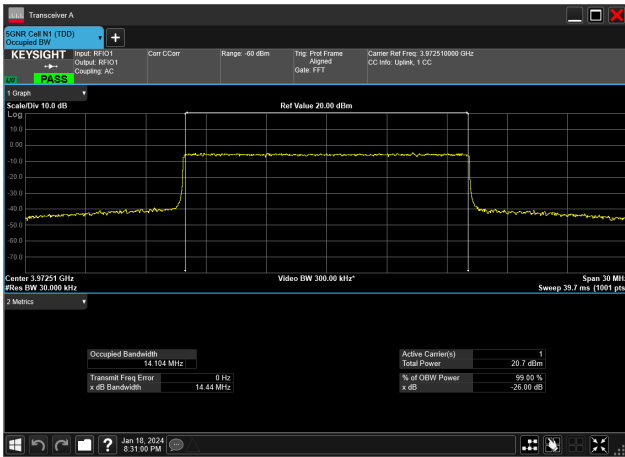 Transceiver A
5GNR Cell N1 (TDD)
Occupied BW
KEYSIGHT
PASS
Input: RFIO1
Output: RFIO1
Coupling: AC
Corr CCorr
Range: -60 dBm
Trig: Prot Frame
Aligned
Gate: FFT
Carrier Ref Freq: 3.972510000 GHz
CC Info: Uplink, 1 CC
1 Graph
Scale/Div 10.0 dB
Ref Value 20.00 dBm
Log
10.0
0.00
-10.0
-20.0
-30.0
-40.0
-50.0
-60.0
-70.0
Center 3.97251 GHz
Video BW 300.00 kHz*
Span 30 MHz
#Res BW 30.000 kHz
Sweep 39.7 ms (1001 pts
2 Metrics
Occupied Bandwidth
14.104 MHz
Transmit Freq Error 0 Hz
x dB Bandwidth 14.44 MHz
Active Carrier(s) 1
Total Power 20.7 dBm
% of OBW Power 99.00 %
x dB -26.00 dB
Jan 18, 2024
8:31:00 PM